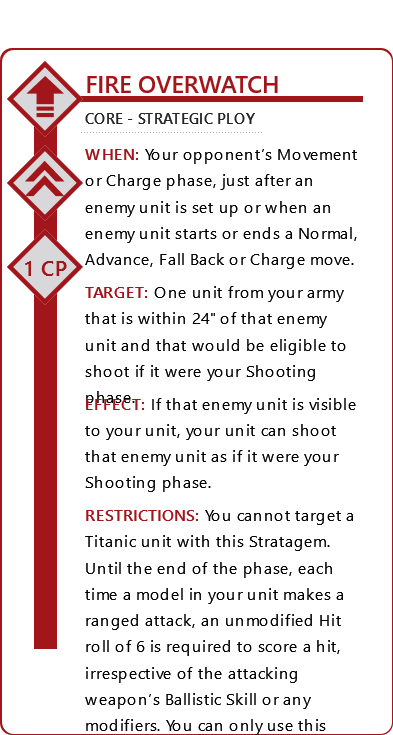 FIRE OVERWATCH
CORE - STRATEGIC PLOY
WHEN: Your opponent's Movement
or Charge phase, just after an
enemy unit is set up or when an
enemy unit starts or ends a Normal,
Advance, Fall Back or Charge move.
1 CP
TARGET: One unit from your army
that is within 24" of that enemy
unit and that would be eligible to
shoot if it were your Shooting
phase.
EFFECT: If that enemy unit is visible
to your unit, your unit can shoot
that enemy unit as if it were your
Shooting phase.
RESTRICTIONS: You cannot target a
Titanic unit with this Stratagem.
Until the end of the phase, each
time a model in your unit makes a
ranged attack, an unmodified Hit
roll of 6 is required to score a hit,
irrespective of the attacking
weapon's Ballistic Skill or any
modifiers. You can only use this